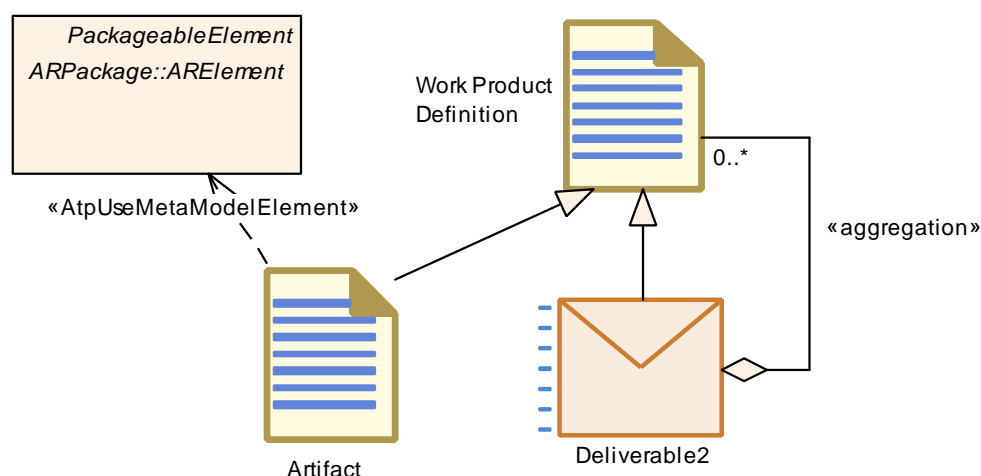 PackageableElement
ARPackage::ARElement
Work Product
Definition
0..*
«AtpUseMetaModelElement»
«aggregation»
Artifact
Deliverable2